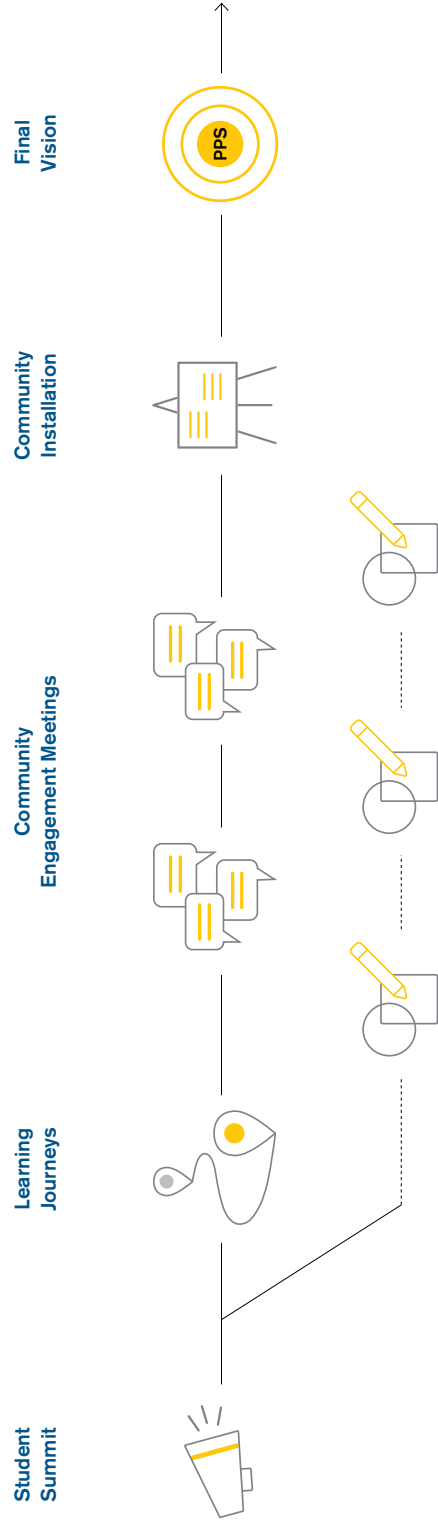 Student
Summit
Learning
Journeys
Community
Engagement Meetings
Community
Installation
Final
Vision
PPS